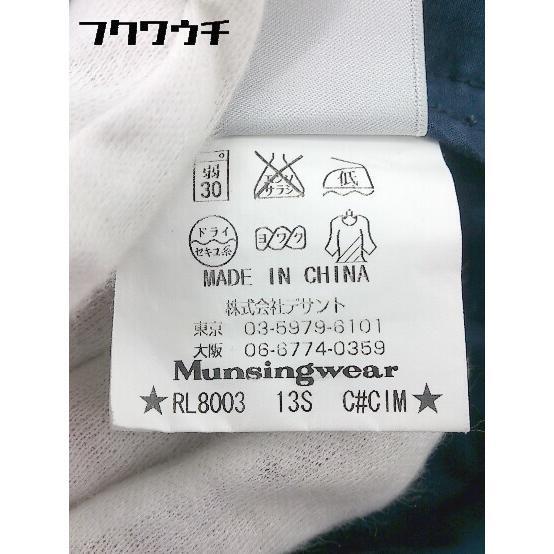 フクワウチ
弱
30
エンソ
サラシ
低
ドライ
セキユ系
ヨワク
MADE IN CHINA
株式会社デサント
東京 03-5979-6101
大阪 06-6774-0359
Munsingwear
★RL8003 13S C#CIM★